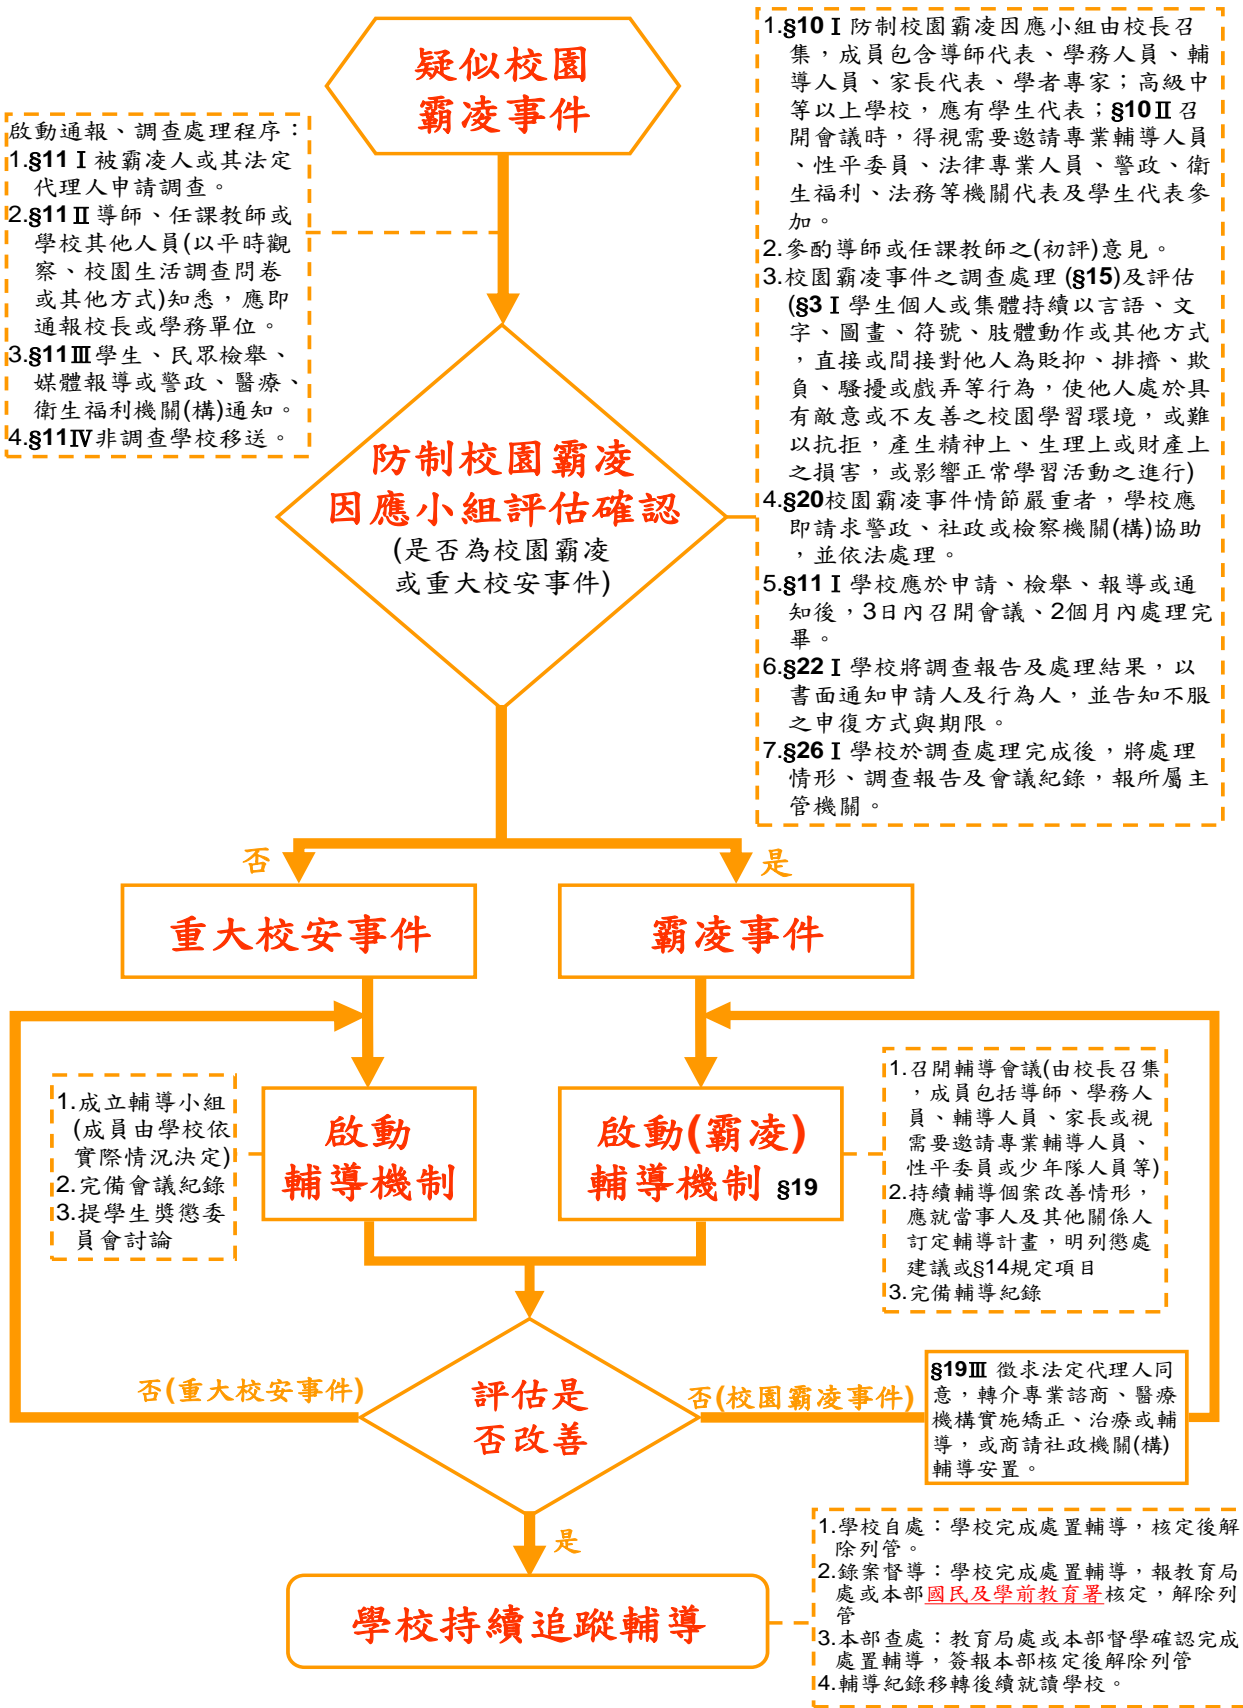 疑似校園
霸凌事件
啟動通報、調查處理程序：
1.§11Ⅰ被霸凌人或其法定
代理人申請調查。
2.§11Ⅱ導師、任課教師或
學校其他人員(以平時觀
察、校園生活調查問卷
或其他方式)知悉，應即
通報校長或學務單位。
3.§11Ⅲ學生、民眾檢舉、
媒體報導或警政、醫療、
衛生福利機關(構)通知。
4.§11Ⅳ非調查學校移送。
1.§10Ⅰ防制校園霸凌因應小組由校長召
集，成員包含導師代表、學務人員、輔
導人員、家長代表、學者專家；高級中
等以上學校，應有學生代表；§10Ⅱ召
開會議時，得視需要邀請專業輔導人員
、性平委員、法律專業人員、警政、衛
生福利、法務等機關代表及學生代表參
加。
2.參酌導師或任課教師之(初評)意見。
3.校園霸凌事件之調查處理 (§15)及評估
(§3Ⅰ學生個人或集體持續以言語、文
字、圖畫、符號、肢體動作或其他方式
，直接或間接對他人為貶抑、排擠、欺
負、騷擾或戲弄等行為，使他人處於具
有敵意或不友善之校園學習環境，或難
以抗拒，產生精神上、生理上或財產上
之損害，或影響正常學習活動之進行)
4.§20校園霸凌事件情節嚴重者，學校應
即請求警政、社政或檢察機關(構)協助
，並依法處理。
5.§11Ⅰ學校應於申請、檢舉、報導或通
知後，3日內召開會議、2個月內處理完
畢。
6.§22Ⅰ學校將調查報告及處理結果，以
書面通知申請人及行為人，並告知不服
之申復方式與期限。
7.§26Ⅰ學校於調查處理完成後，將處理
情形、調查報告及會議紀錄，報所屬主
管機關。
防制校園霸凌
因應小組評估確認
(是否為校園霸凌
或重大校安事件)
否
是
重大校安事件
霸凌事件
1.成立輔導小組
(成員由學校依
實際情況決定)
2.完備會議紀錄
3.提學生獎懲委
員會討論
啟動
輔導機制
啟動(霸凌)
輔導機制 §19
1.召開輔導會議(由校長召集
，成員包括導師、學務人
員、輔導人員、家長或視
需要邀請專業輔導人員、
性平委員或少年隊人員等)
2.持續輔導個案改善情形，
應就當事人及其他關係人
訂定輔導計畫，明列懲處
建議或§14規定項目
3.完備輔導紀錄
否(重大校安事件)
評估是
否改善
否(校園霸凌事件)
§19Ⅲ 徵求法定代理人同
意，轉介專業諮商、醫療
機構實施矯正、治療或輔
導，或商請社政機關(構)
輔導安置。
是
學校持續追蹤輔導
1.學校自處：學校完成處置輔導，核定後解
除列管。
2.錄案督導：學校完成處置輔導，報教育局
處或本部國民及學前教育署核定，解除列
管
3.本部查處：教育局處或本部督學確認完成
處置輔導，簽報本部核定後解除列管
4.輔導紀錄移轉後續就讀學校。